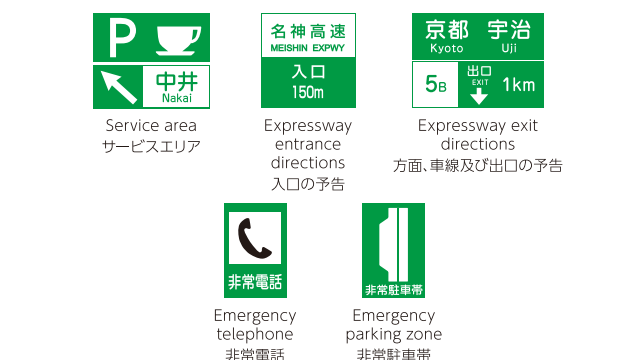 P
中井
Nakai
Service area
サービスエリア
名神高速
MEISHIN EXPWY
入口
150m
Expressway
entrance
directions
入口の予告
京都 宇治
Kyoto Uji
5B 出口 EXIT 1km
Expressway exit
directions
方面、車線及び出口の予告
非常電話
Emergency
telephone
非常電話
非常駐車帯
Emergency
parking zone
非常駐車帯